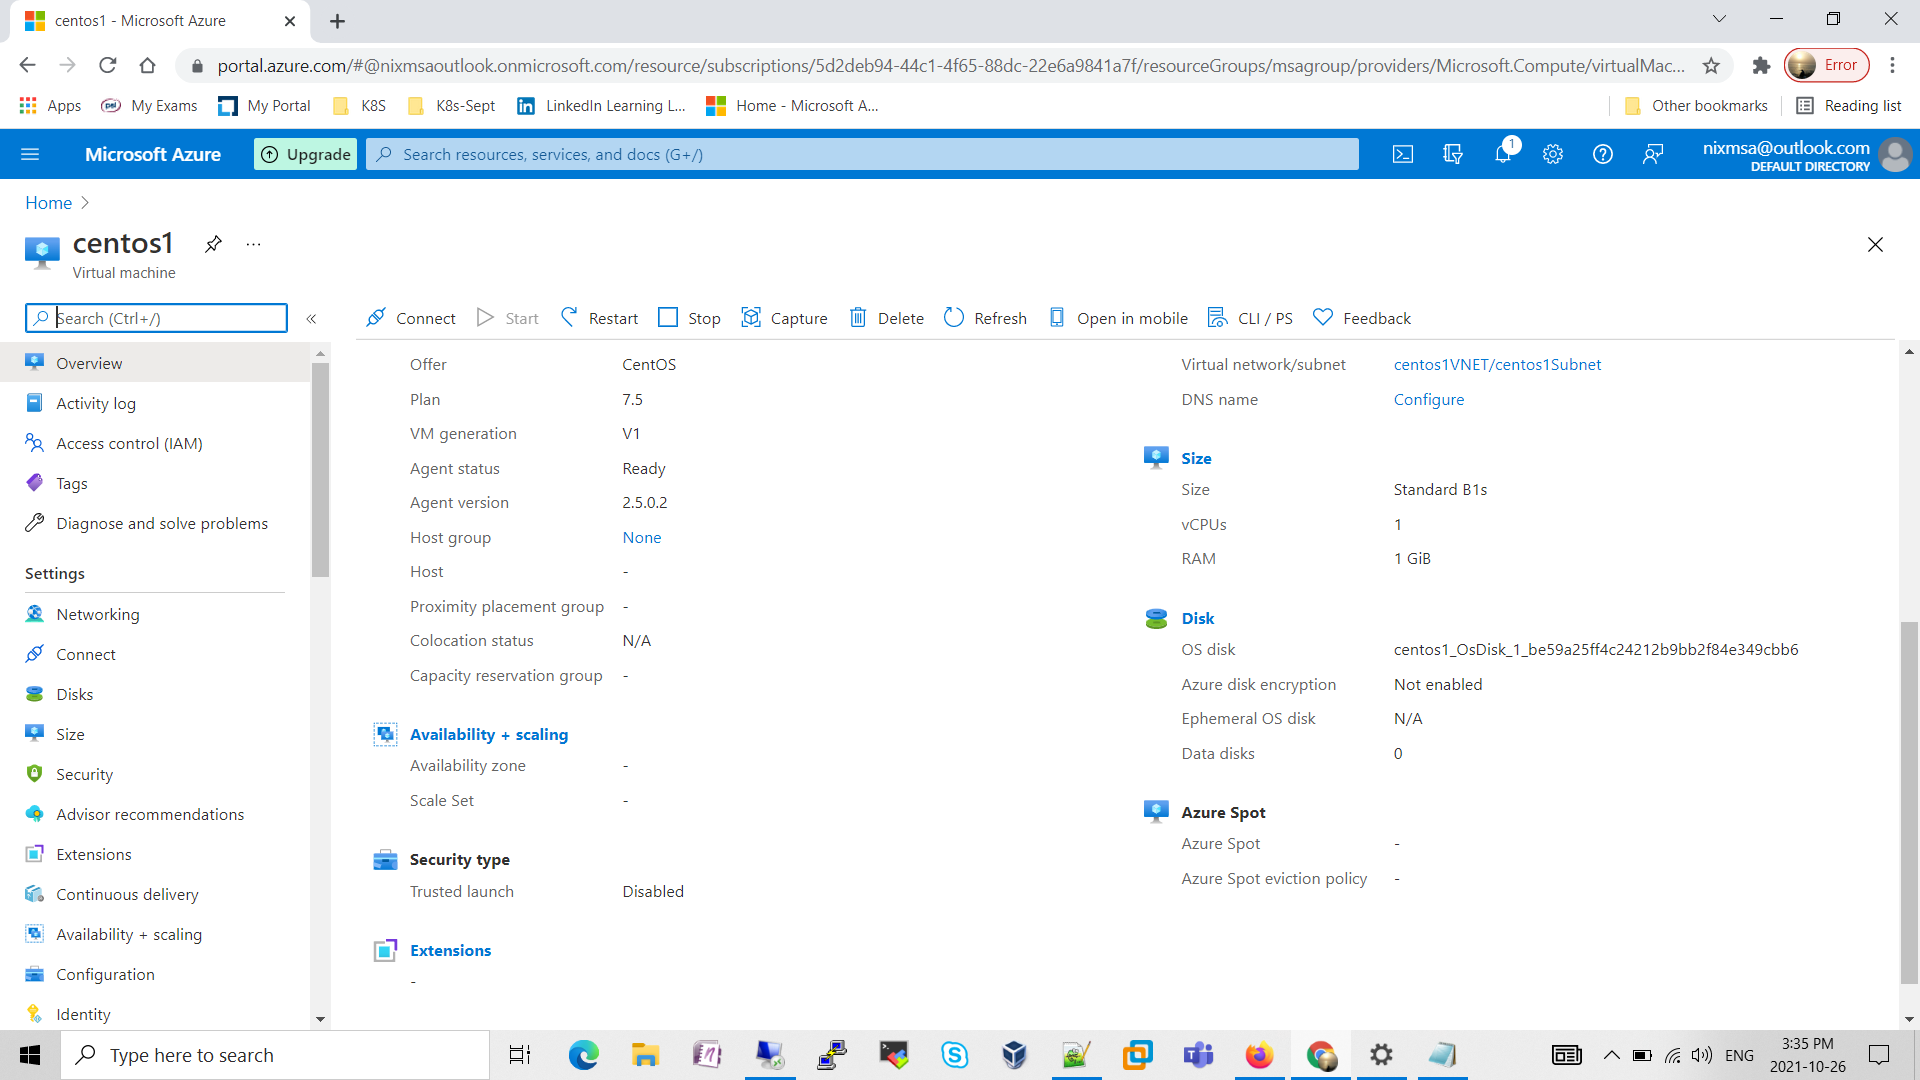 centos1 - Microsoft Azure
portal.azure.com/#@nixmsaoutlook.onmicrosoft.com/resource/subscriptions/5d2deb94-44c1-4f65-88dc-22e6a9841a7f/resourceGroups/msagroup/providers/Microsoft.Compute/virtualMac...
Error
Apps
psi
My Exams
My Portal
K8S
K8s-Sept
LinkedIn Learning L...
Home - Microsoft A...
Other bookmarks
Reading list
Microsoft Azure
Upgrade
Search resources, services, and docs (G+/)
1
nixmsa@outlook.com
DEFAULT DIRECTORY
Home >
centos1
...
Virtual machine
Search (Ctrl+/)
«
Connect
Start
Restart
Stop
Capture
Delete
Refresh
Open in mobile
CLI / PS
Feedback
Overview
Activity log
Access control (IAM)
Tags
Diagnose and solve problems
Settings
Networking
Connect
Disks
Size
Security
Advisor recommendations
Extensions
Continuous delivery
Availability + scaling
Configuration
Identity
Offer CentOS
Plan 7.5
VM generation V1
Agent status Ready
Agent version 2.5.0.2
Host group None
Host -
Proximity placement group -
Colocation status N/A
Capacity reservation group -
Availability + scaling
Availability zone -
Scale Set -
Security type
Trusted launch Disabled
Extensions
-
Virtual network/subnet centos1VNET/centos1Subnet
DNS name Configure
Size
Size Standard B1s
vCPUs 1
RAM 1 GiB
Disk
OS disk centos1_OsDisk_1_be59a25ff4c24212b9bb2f84e349cbb6
Azure disk encryption Not enabled
Ephemeral OS disk N/A
Data disks 0
Azure Spot
Azure Spot -
Azure Spot eviction policy -
Type here to search
ENG
3:35 PM
2021-10-26